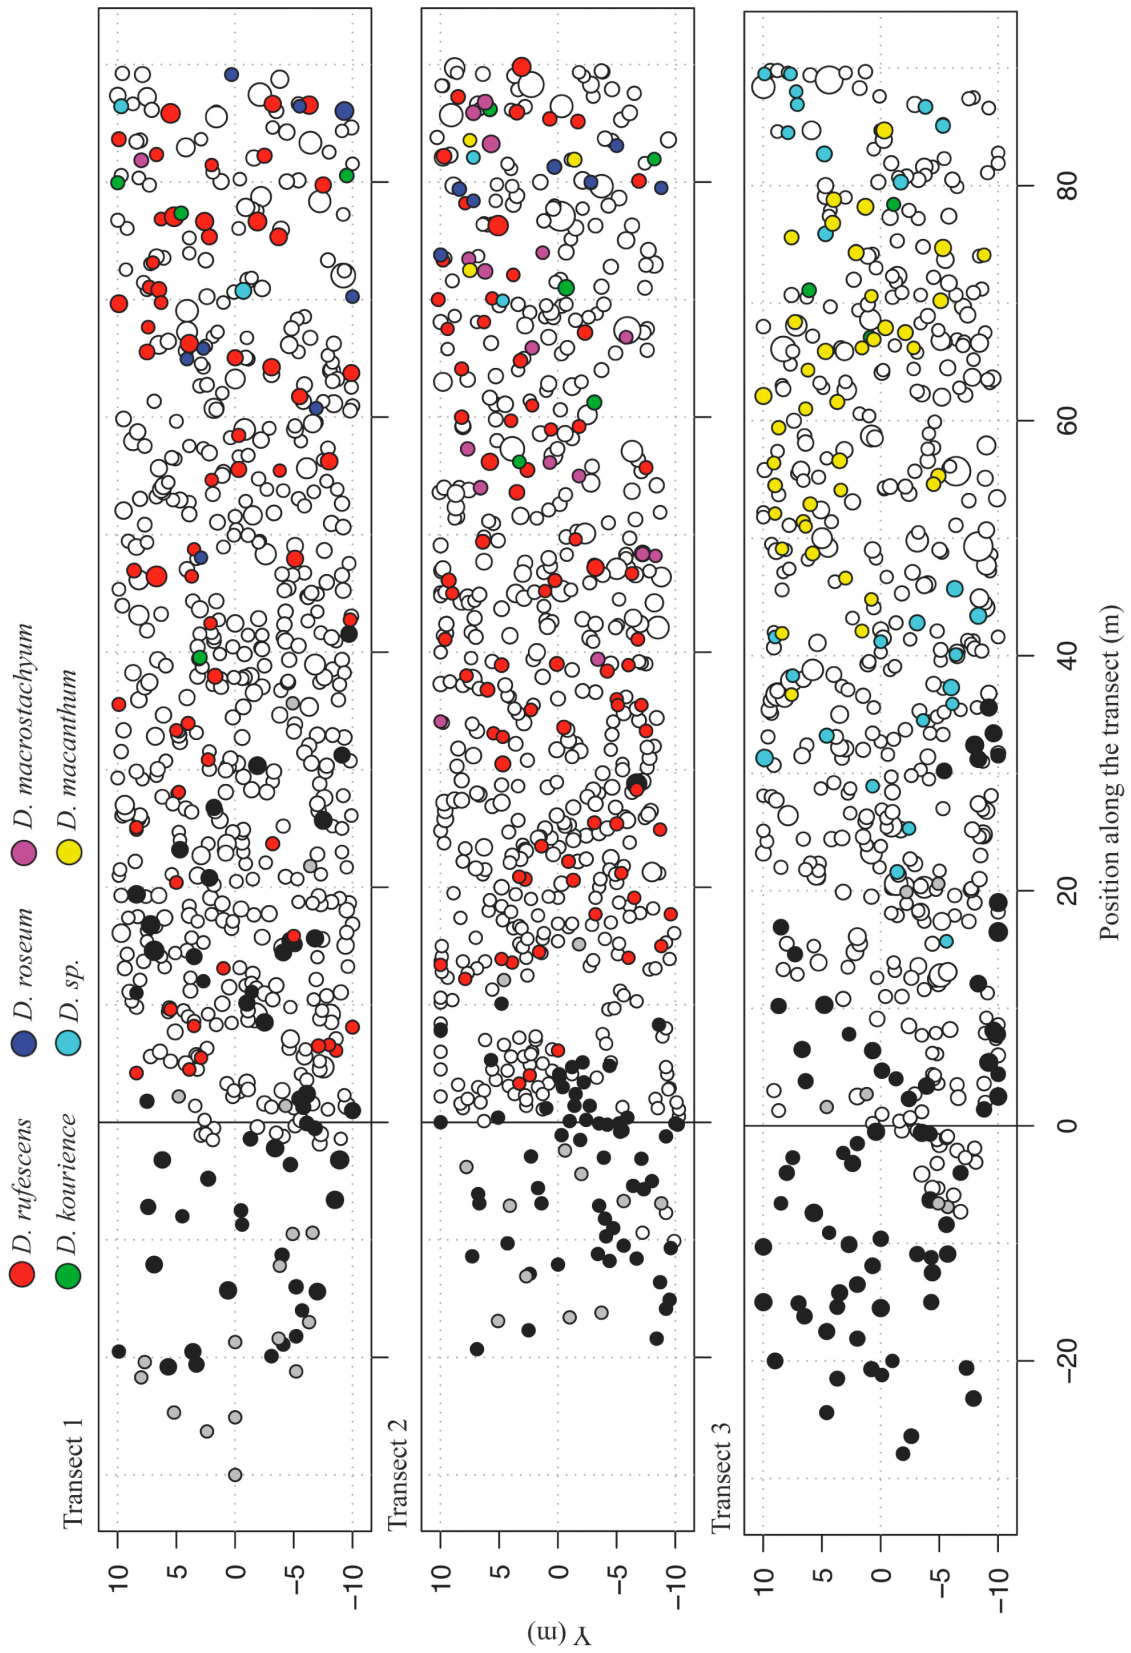 D. rufescens D. roseum D. macrostachyum
D. kourience D. sp. D. macanthum
Transect 1
10
5
0
−5
−10
Transect 2
10
5
0
−5
−10
Transect 3
10
5
0
−5
−10
Y (m)
−20 0 20 40 60 80
Position along the transect (m)